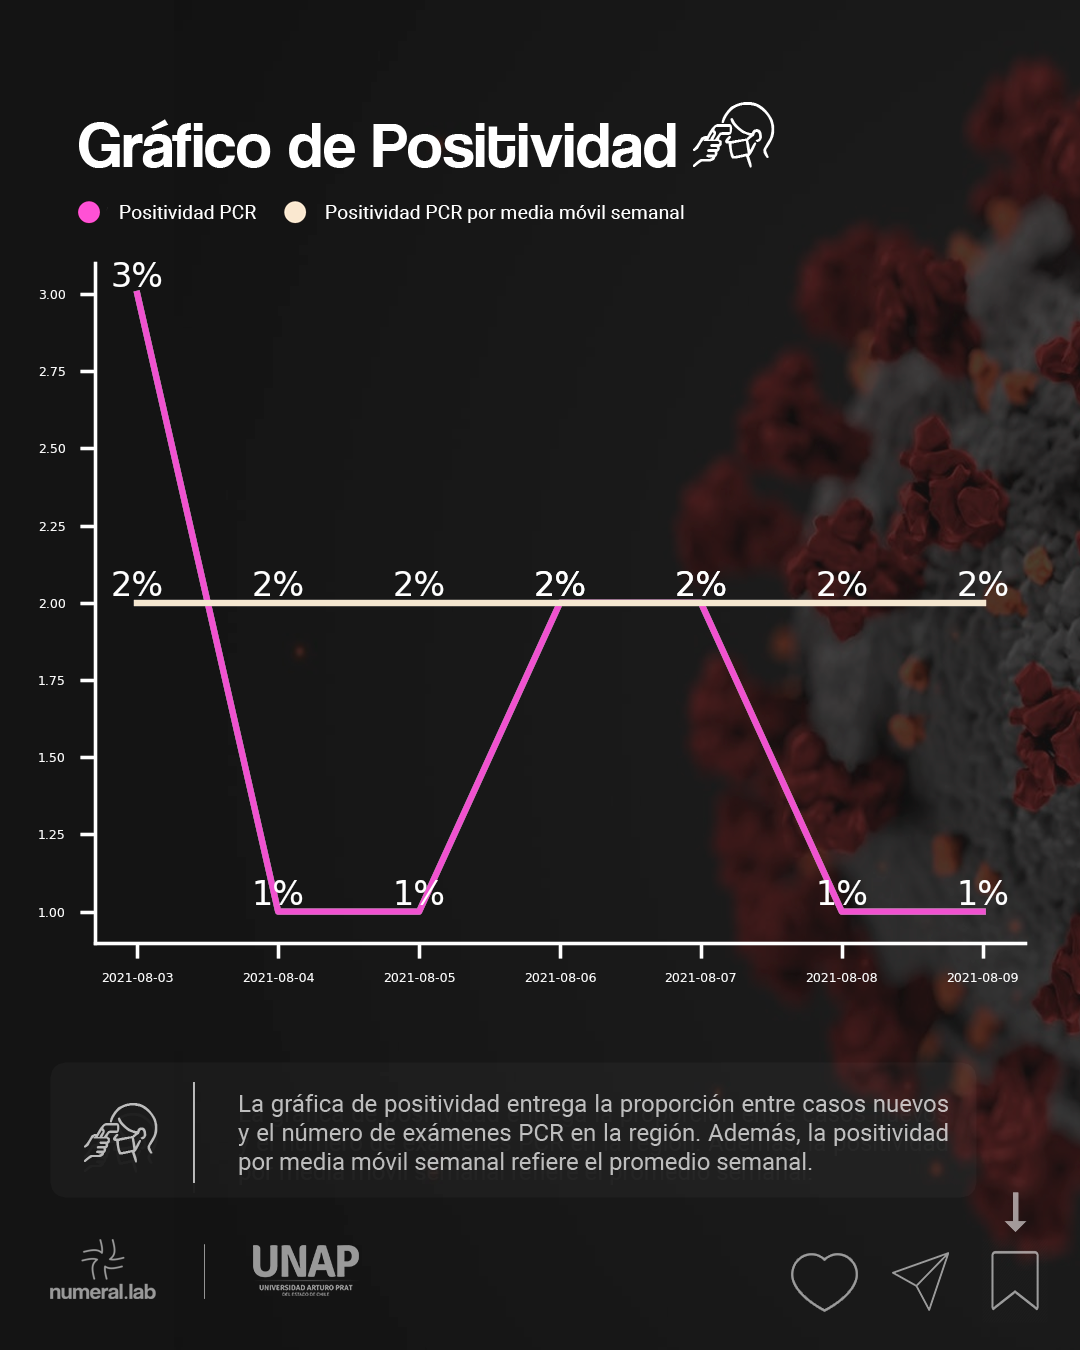 Gráfico de Positividad
Positividad PCR Positividad PCR por media móvil semanal
3%
3.00
2.75
2.50
2.25
2% 2% 2% 2% 2% 2% 2%
2.00
1.75
1.50
1.25
1% 1% 1% 1%
1.00
2021-08-03 2021-08-04 2021-08-05 2021-08-06 2021-08-07 2021-08-08 2021-08-09
La gráfica de positividad entrega la proporción entre casos nuevos
y el número de exámenes PCR en la región. Además, la positividad
por media móvil semanal refiere el promedio semanal.
numeral.lab
UNAP
UNIVERSIDAD ARTURO PRAT
DEL ESTADO DE CHILE